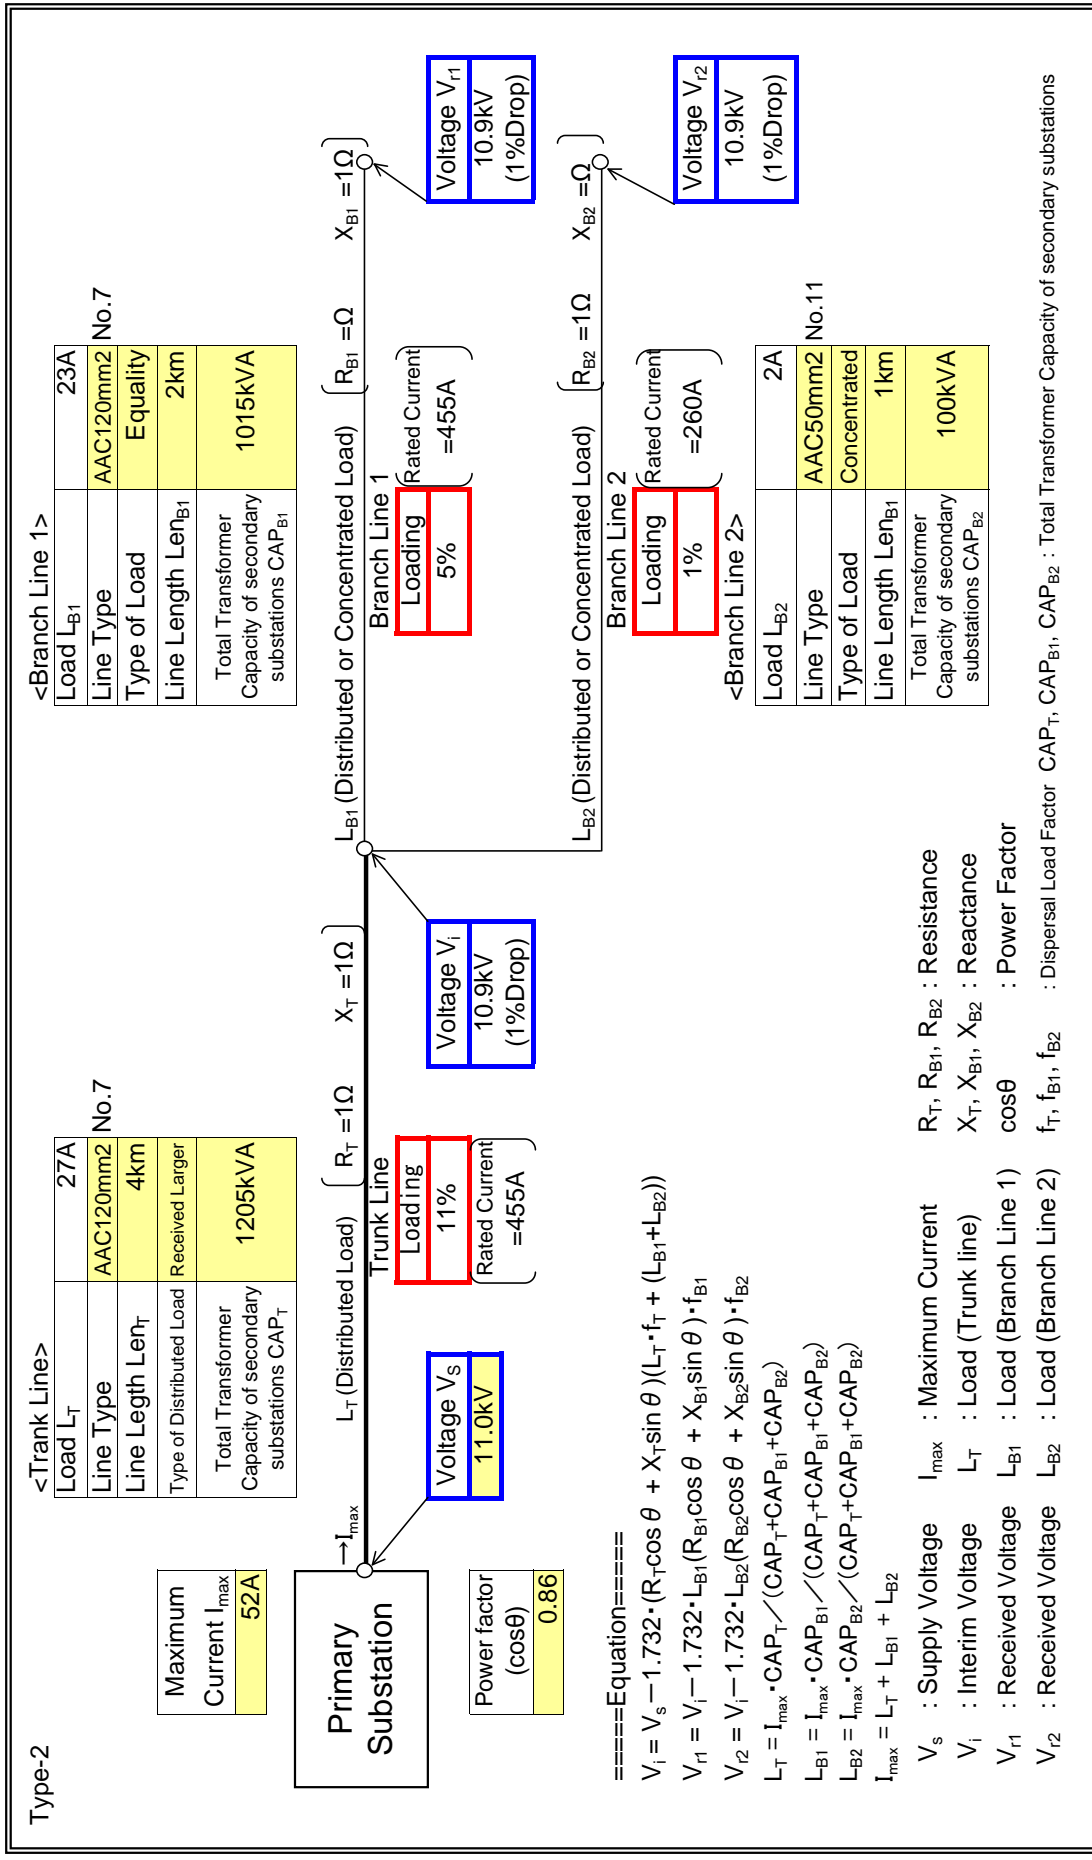 Type-2
Maximum
Current Imax
52A
<Trank Line>
Load LT 27A
Line Type AAC120mm2 No.7
Line Legth LenT 4km
Type of Distributed Load Received Larger
Total Transformer
Capacity of secondary
substations CAPT
1205kVA
<Branch Line 1>
Load LB1 23A
Line Type AAC120mm2 No.7
Type of Load Equality
Line Length LenB1 2km
Total Transformer
Capacity of secondary
substations CAPB1
1015kVA
Primary
Substation
→Imax
LT (Distributed Load)
RT =1Ω XT =1Ω
LB1 (Distributed or Concentrated Load)
RB1 =Ω XB1 =1Ω
Trunk Line
Loading
11%
Rated Current
=455A
Branch Line 1
Loading
5%
Rated Current
=455A
Power factor
(cosθ)
0.86
Voltage VS
11.0kV
Voltage Vi
10.9kV
(1%Drop)
Voltage Vr1
10.9kV
(1%Drop)
LB2 (Distributed or Concentrated Load)
RB2 =1Ω XB2 =Ω
Branch Line 2
Loading
1%
Rated Current
=260A
Voltage Vr2
10.9kV
(1%Drop)
<Branch Line 2>
Load LB2 2A
Line Type AAC50mm2 No.11
Type of Load Concentrated
Line Length LenB1 1km
Total Transformer
Capacity of secondary
substations CAPB2
100kVA
=====Equation=====
Vi = Vs−1.732・(RTcosθ + XTsinθ)(LT・fT + (LB1+LB2))
Vr1 = Vi−1.732・LB1(RB1cosθ + XB1sinθ)・fB1
Vr2 = Vi−1.732・LB2(RB2cosθ + XB2sinθ)・fB2
LT = Imax・CAPT／(CAPT+CAPB1+CAPB2)
LB1 = Imax・CAPB1／(CAPT+CAPB1+CAPB2)
LB2 = Imax・CAPB2／(CAPT+CAPB1+CAPB2)
Imax = LT + LB1 + LB2
Vs : Supply Voltage Imax : Maximum Current RT, RB1, RB2 : Resistance
Vi : Interim Voltage LT : Load (Trunk line) XT, XB1, XB2 : Reactance
Vr1 : Received Voltage LB1 : Load (Branch Line 1) cosθ : Power Factor
Vr2 : Received Voltage LB2 : Load (Branch Line 2) fT, fB1, fB2 : Dispersal Load Factor CAPT, CAPB1, CAPB2 : Total Transformer Capacity of secondary substations